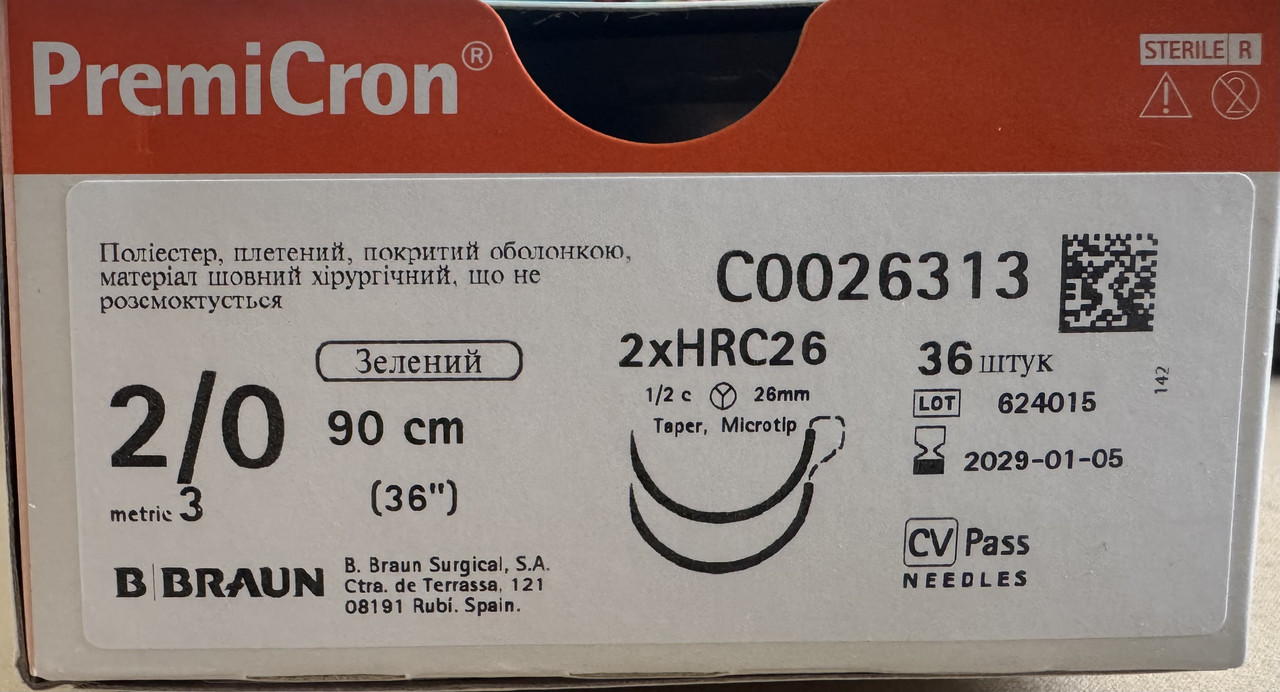 PremiCron®
STERILE R
Поліестер, плетений, покритий оболонкою,
матеріал шовний хірургічний, що не
розсмоктується
C0026313
Зелений
2/0
90 cm
(36")
metric 3
2xHRC26
1/2 c 26mm
Taper, Microtip
36 штук
LOT 624015
2029-01-05
142
CV Pass
NEEDLES
B|BRAUN
B. Braun Surgical, S.A.
Ctra. de Terrassa, 121
08191 Rubí. Spain.